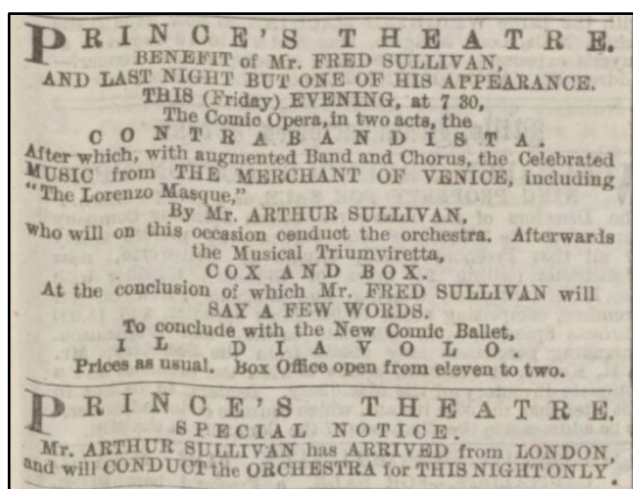 PRINCE'S THEATRE.
BENEFIT of Mr. FRED SULLIVAN,
AND LAST NIGHT BUT ONE OF HIS APPEARANCE.
THIS (Friday) EVENING, at 7 30,
The Comic Opera, in two acts, the
CONTRABANDISTA.
After which, with augmented Band and Chorus, the Celebrated
MUSIC from THE MERCHANT OF VENICE, including
"The Lorenzo Masque,"
By Mr. ARTHUR SULLIVAN,
who will on this occasion conduct the orchestra. Afterwards
the Musical Triumviretta,
COX AND BOX.
At the conclusion of which Mr. FRED SULLIVAN will
SAY A FEW WORDS.
To conclude with the New Comic Ballet,
IL DIAVOLO.
Prices as usual. Box Office open from eleven to two.
PRINCE'S THEATRE.
SPECIAL NOTICE.
Mr. ARTHUR SULLIVAN has ARRIVED from LONDON,
and will CONDUCT the ORCHESTRA for THIS NIGHT ONLY.